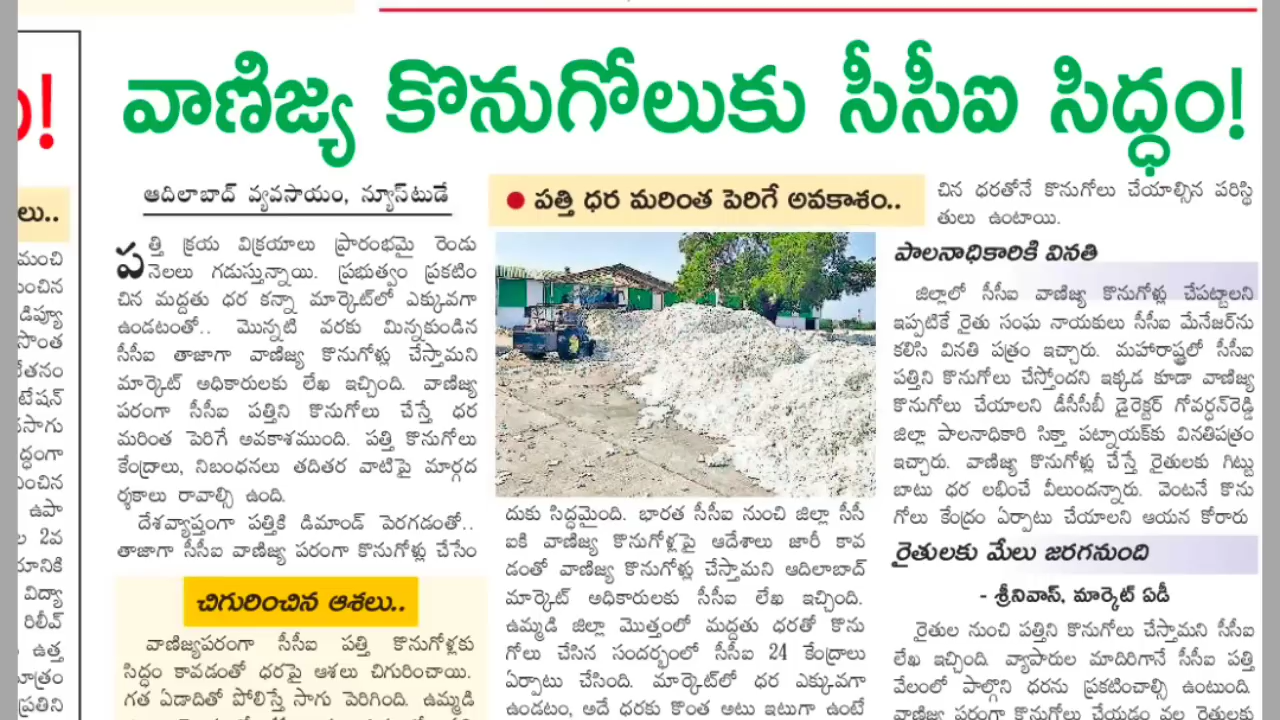 వాణిజ్య కొనుగోలుకు సీసీఐ సిద్ధం!
ఆదిలాబాద్ వ్యవసాయం, న్యూస్‌టుడే
పత్తి క్రయ విక్రయాలు ప్రారంభమై రెండు
నెలలు గడుస్తున్నాయి. ప్రభుత్వం ప్రకటిం
చిన మద్దతు ధర కన్నా మార్కెట్‌లో ఎక్కువగా
ఉండటంతో.. మొన్నటి వరకు మిన్నకుండిన
సీసీఐ తాజాగా వాణిజ్య కొనుగోళ్లు చేస్తామని
మార్కెట్ అధికారులకు లేఖ ఇచ్చింది. వాణిజ్య
పరంగా సీసీఐ పత్తిని కొనుగోలు చేస్తే ధర
మరింత పెరిగే అవకాశముంది. పత్తి కొనుగోలు
కేంద్రాలు, నిబంధనలు తదితర వాటిపై మార్గద
ర్శకాలు రావాల్సి ఉంది.
దేశవ్యాప్తంగా పత్తికి డిమాండ్ పెరగడంతో..
తాజాగా సీసీఐ వాణిజ్య పరంగా కొనుగోళ్లు చేసేం
చిగురించిన ఆశలు..
వాణిజ్యపరంగా సీసీఐ పత్తి కొనుగోళ్లకు
సిద్దం కావడంతో ధరపై ఆశలు చిగురించాయి.
గత ఏడాదితో పోలిస్తే సాగు పెరిగింది. ఉమ్మడి
● పత్తి ధర మరింత పెరిగే అవకాశం..
దుకు సిద్ధమైంది. భారత సీసీఐ నుంచి జిల్లా సీసీ
ఐకి వాణిజ్య కొనుగోళ్లపై ఆదేశాలు జారీ కావ
డంతో వాణిజ్య కొనుగోళ్లు చేస్తామని ఆదిలాబాద్
మార్కెట్ అధికారులకు సీసీఐ లేఖ ఇచ్చింది.
ఉమ్మడి జిల్లా మొత్తంలో మద్దతు ధరతో కొను
గోలు చేసిన సందర్భంలో సీసీఐ 24 కేంద్రాలు
ఏర్పాటు చేసింది. మార్కెట్‌లో ధర ఎక్కువగా
ఉండటం, అదే ధరకు కొంత అటు ఇటుగా ఉంటే
చిన ధరతోనే కొనుగోలు చేయాల్సిన పరిస్థి
తులు ఉంటాయి.
పాలనాధికారికి వినతి
జిల్లాలో సీసీఐ వాణిజ్య కొనుగోళ్లు చేపట్టాలని
ఇప్పటికే రైతు సంఘ నాయకులు సీసీఐ మేనేజర్‌ను
కలిసి వినతి పత్రం ఇచ్చారు. మహారాష్ట్రలో సీసీఐ
పత్తిని కొనుగోలు చేస్తోందని ఇక్కడ కూడా వాణిజ్య
కొనుగోలు చేయాలని డీసీసీబీ డైరెక్టర్ గోవర్ధన్‌రెడ్డి
జిల్లా పాలనాధికారి సిక్తా పట్నాయక్‌కు వినతిపత్రం
ఇచ్చారు. వాణిజ్య కొనుగోళ్లు చేస్తే రైతులకు గిట్టు
బాటు ధర లభించే వీలుందన్నారు. వెంటనే కొను
గోలు కేంద్రం ఏర్పాటు చేయాలని ఆయన కోరారు
రైతులకు మేలు జరగనుంది
- శ్రీనివాస్, మార్కెట్ ఏడీ
రైతుల నుంచి పత్తిని కొనుగోలు చేస్తామని సీసీఐ
లేఖ ఇచ్చింది. వ్యాపారుల మాదిరిగానే సీసీఐ పత్తి
వేలంలో పాల్గొని ధరను ప్రకటించాల్సి ఉంటుంది.